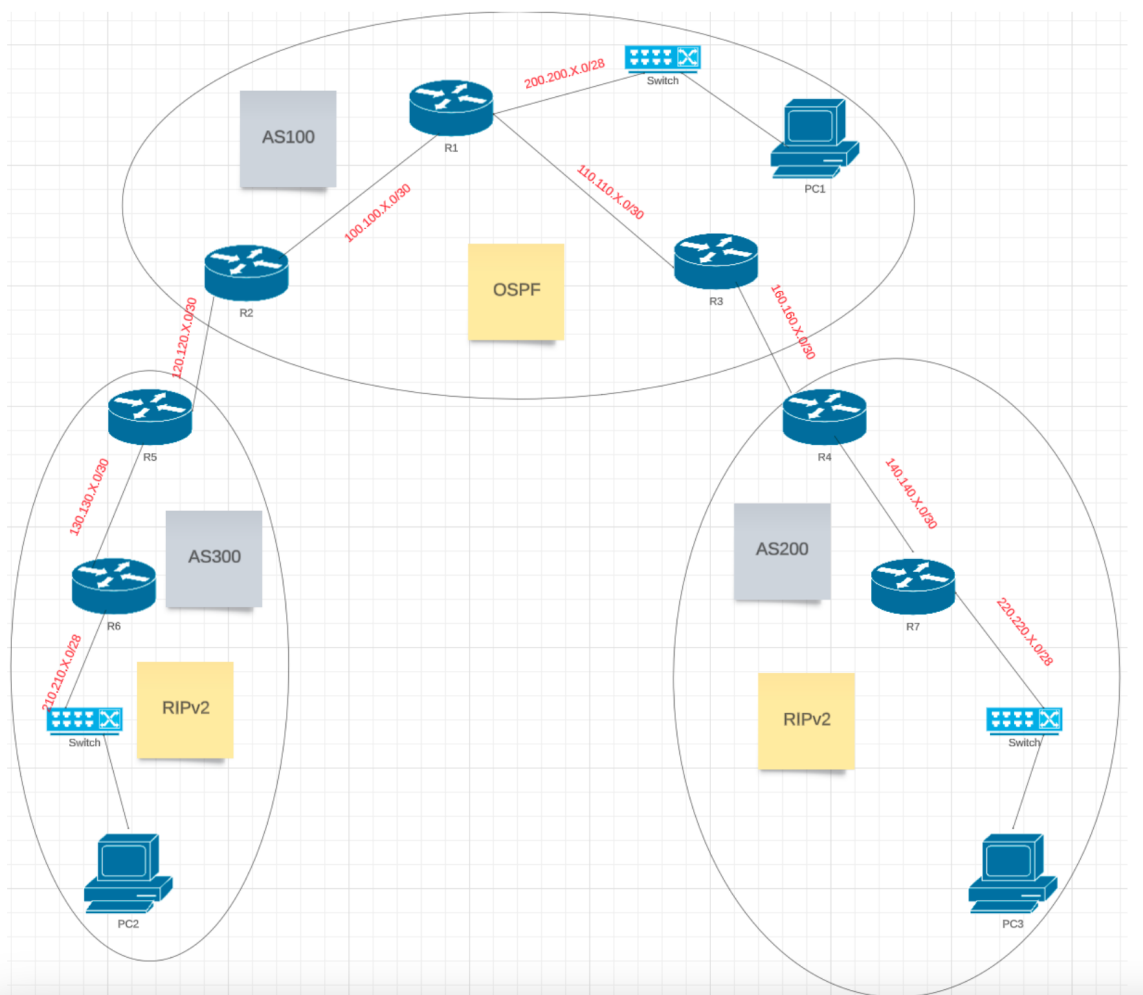 200.200.X.0/28
Switch
AS100
R1
PC1
110.110.X.0/30
100.100.X.0/30
OSPF
R2
R3
120.120.X.0/30
160.160.X.0/30
R5
R4
130.130.X.0/30
140.140.X.0/30
AS300
AS200
R6
R7
210.210.X.0/28
220.220.X.0/28
RIPv2
RIPv2
Switch
Switch
PC2
PC3